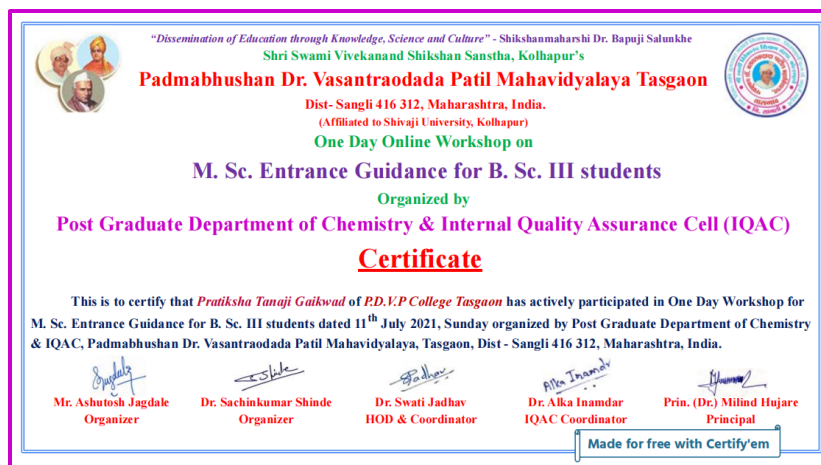 “Dissemination of Education through Knowledge, Science and Culture” - Shikshanmaharshi Dr. Bapuji Salunkhe
Shri Swami Vivekanand Shikshan Sanstha, Kolhapur’s
Padmabhushan Dr. Vasantraodada Patil Mahavidyalaya Tasgaon
Dist- Sangli 416 312, Maharashtra, India.
(Affiliated to Shivaji University, Kolhapur)
One Day Online Workshop on
M. Sc. Entrance Guidance for B. Sc. III students
Organized by
Post Graduate Department of Chemistry & Internal Quality Assurance Cell (IQAC)
Certificate
This is to certify that Pratiksha Tanaji Gaikwad of P.D.V.P College Tasgaon has actively participated in One Day Workshop for
M. Sc. Entrance Guidance for B. Sc. III students dated 11th July 2021, Sunday organized by Post Graduate Department of Chemistry
& IQAC, Padmabhushan Dr. Vasantraodada Patil Mahavidyalaya, Tasgaon, Dist - Sangli 416 312, Maharashtra, India.
Alka Inamdar
Mr. Ashutosh Jagdale Dr. Sachinkumar Shinde Dr. Swati Jadhav Dr. Alka Inamdar Prin. (Dr.) Milind Hujare
Organizer Organizer HOD & Coordinator IQAC Coordinator Principal
Made for free with Certify'em